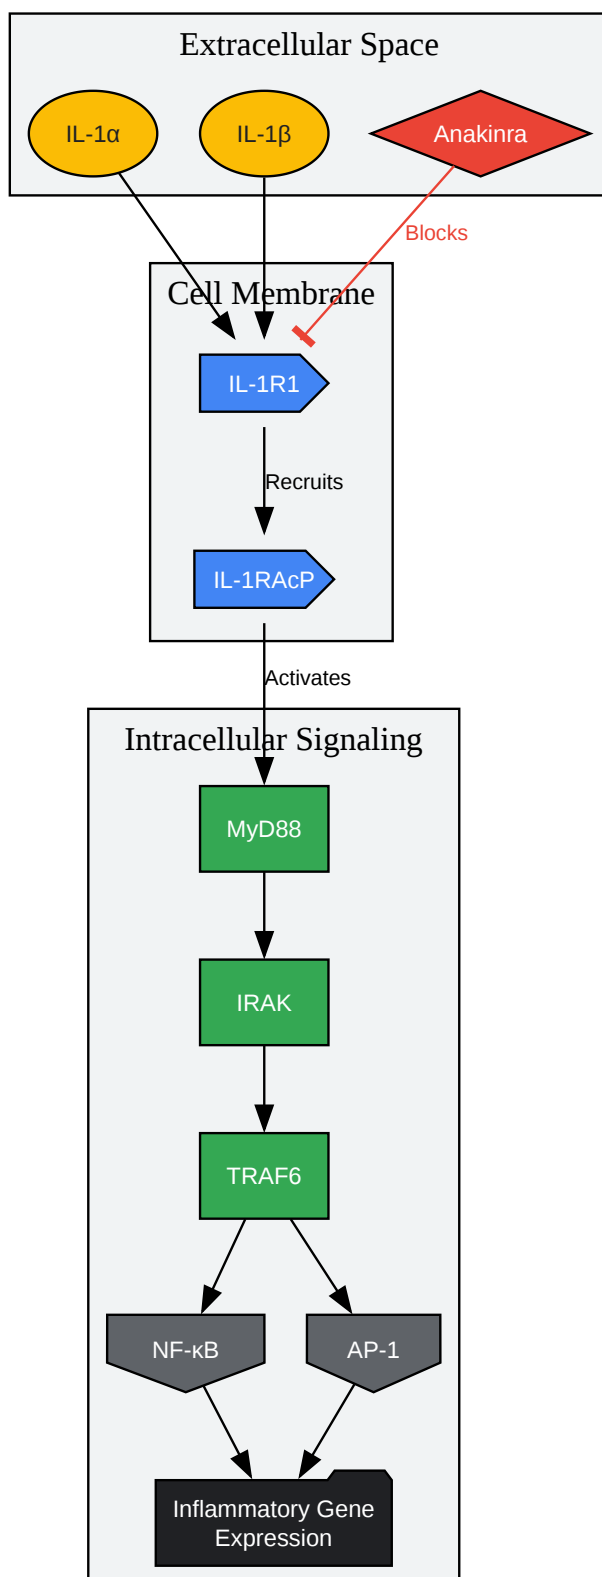 Extracellular Space
IL-1α
IL-1β
Anakinra
Blocks
Cell Membrane
IL-1R1
Recruits
IL-1RAcP
Activates
Intracellular Signaling
MyD88
IRAK
TRAF6
NF-κB
AP-1
Inflammatory Gene
Expression